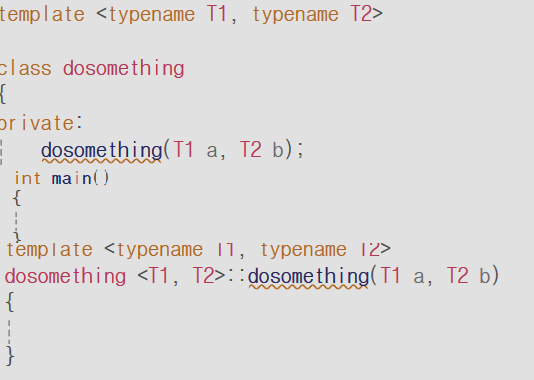 template <typename T1, typename T2>
class dosomething
{
private:
dosomething(T1 a, T2 b);
int main()
{
}
template <typename T1, typename T2>
dosomething <T1, T2>::dosomething(T1 a, T2 b)
{
}